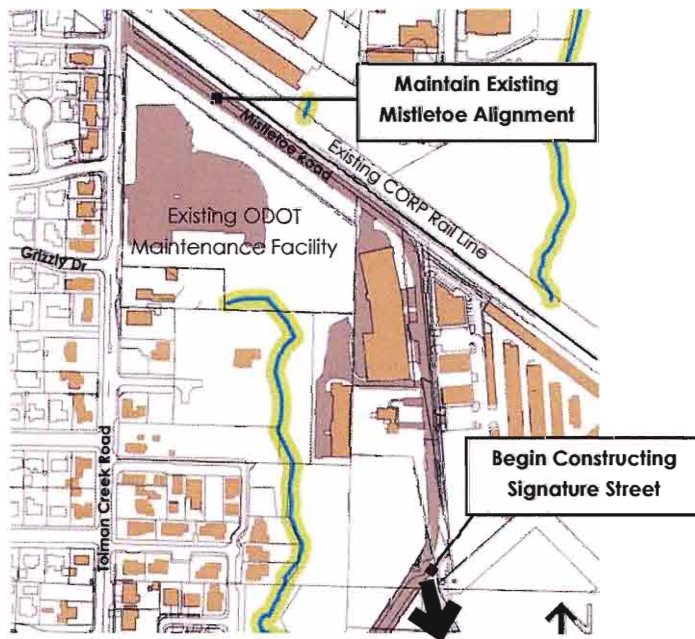 Maintain Existing
Mistletoe Alignment
Mistletoe Road
Existing CORP Rail Line
Existing ODOT
Maintenance Facility
Grizzly Dr
Tolman Creek Road
Begin Constructing
Signature Street
N